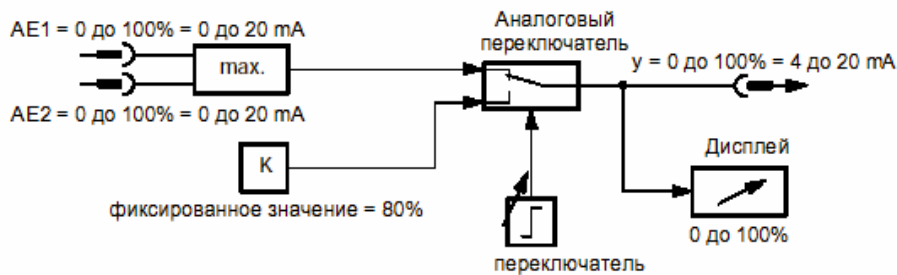 AE1 = 0 до 100% = 0 до 20 mA
max.
AE2 = 0 до 100% = 0 до 20 mA
K
фиксированное значение = 80%
Аналоговый
переключатель
y = 0 до 100% = 4 до 20 mA
Дисплей
0 до 100%
переключатель